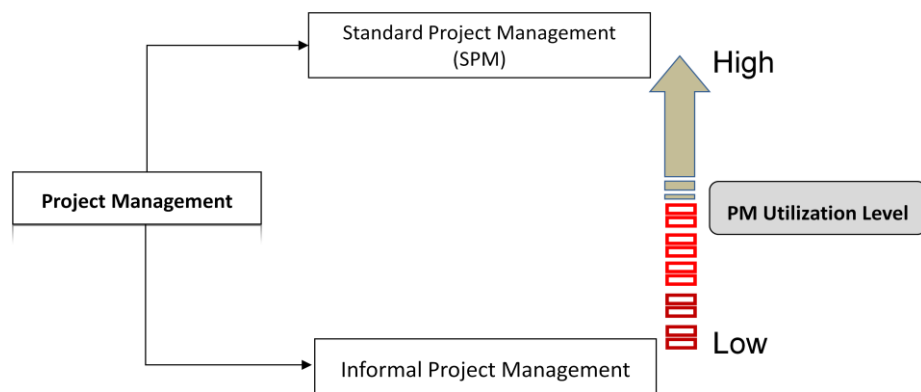 Standard Project Management
(SPM)
High
Project Management
PM Utilization Level
Low
Informal Project Management